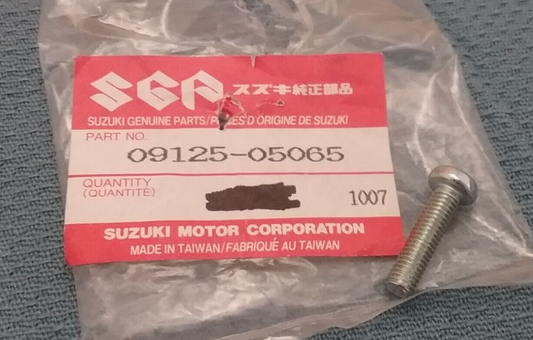 SGP スズキ純正部品
SUZUKI GENUINE PARTS/PIÈCES D'ORIGINE DE SUZUKI
PART NO. 09125-05065
QUANTITY
(QUANTITÉ) 1007
SUZUKI MOTOR CORPORATION
MADE IN TAIWAN/FABRIQUÉ AU TAIWAN